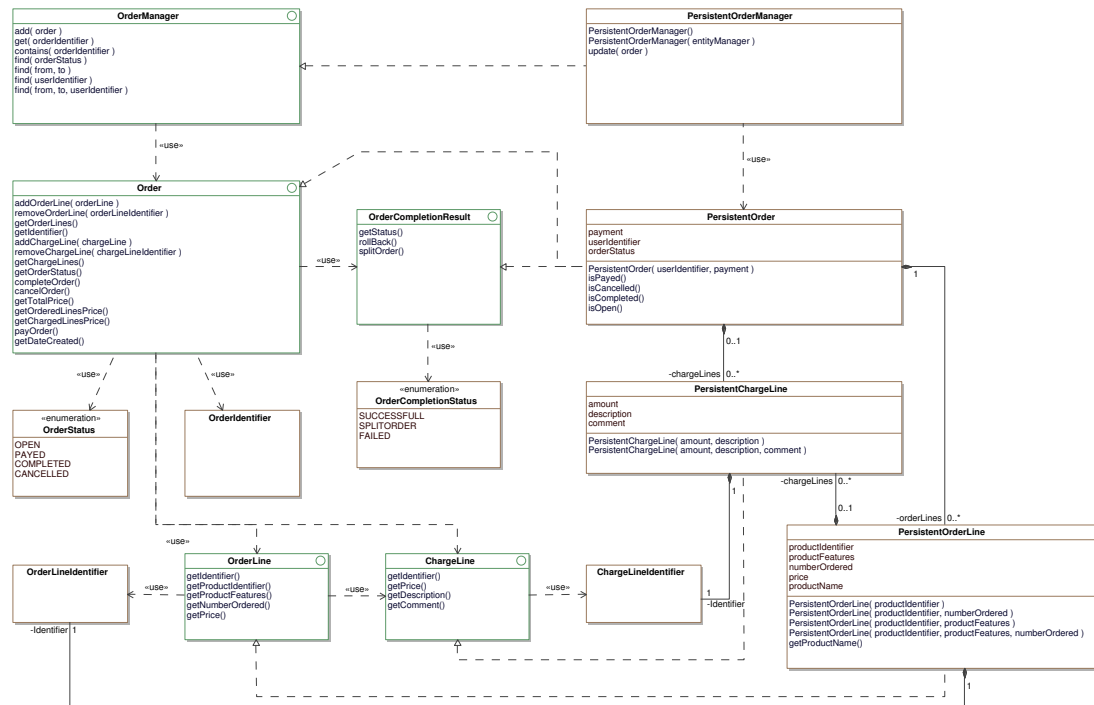 OrderManager
add( order )
get( orderIdentifier )
contains( orderIdentifier )
find( orderStatus )
find( from, to )
find( userIdentifier )
find( from, to, userIdentifier )
PersistentOrderManager
PersistentOrderManager()
PersistentOrderManager( entityManager )
update( order )
«use»
«use»
Order
addOrderLine( orderLine )
removeOrderLine( orderLineIdentifier )
getOrderLines()
getIdentifier()
addChargeLine( chargeLine )
removeChargeLine( chargeLineIdentifier )
getChargeLines()
getOrderStatus()
completeOrder()
cancelOrder()
getTotalPrice()
getOrderedLinesPrice()
getChargedLinesPrice()
payOrder()
getDateCreated()
«use»
OrderCompletionResult
getStatus()
rollBack()
splitOrder()
PersistentOrder
payment
userIdentifier
orderStatus
PersistentOrder( userIdentifier, payment )
isPayed()
isCancelled()
isCompleted()
isOpen()
1
«use»
0..1
«use»
«use»
-chargeLines
0..*
«enumeration»
OrderStatus
OPEN
PAYED
COMPLETED
CANCELLED
OrderIdentifier
«enumeration»
OrderCompletionStatus
SUCCESSFULL
SPLITORDER
FAILED
PersistentChargeLine
amount
description
comment
PersistentChargeLine( amount, description )
PersistentChargeLine( amount, description, comment )
1
-chargeLines
0..*
0..1
-orderLines
0..*
«use»
OrderLineIdentifier
«use»
OrderLine
getIdentifier()
getProductIdentifier()
getProductFeatures()
getNumberOrdered()
getPrice()
«use»
ChargeLine
getIdentifier()
getPrice()
getDescription()
getComment()
«use»
ChargeLineIdentifier
1
-Identifier
PersistentOrderLine
productIdentifier
productFeatures
numberOrdered
price
productName
PersistentOrderLine( productIdentifier )
PersistentOrderLine( productIdentifier, numberOrdered )
PersistentOrderLine( productIdentifier, productFeatures )
PersistentOrderLine( productIdentifier, productFeatures, numberOrdered )
getProductName()
-Identifier
1
1